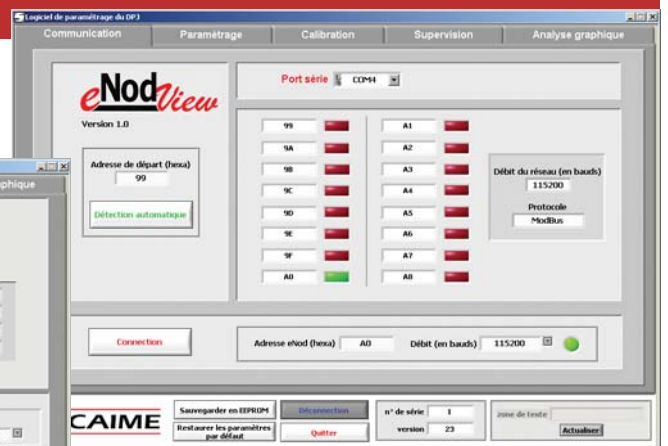 Logiciel de paramétrage du DP3
Communication Paramétrage Calibration Supervision Analyse graphique
eNodView
Version 1.0
Port série COM4
Adresse de départ (hexa)
99
Détection automatique
99 A1
9A A2
9B A3
9C A4
9D A5
9E A6
9F A7
A0 A8
Débit du réseau (en bauds)
115200
Protocole
ModBus
Connection
Adresse eNod (hexa) A0 Débit (en bauds) 115200
CAIME
Sauvegarder en EEPROM
Restaurer les paramètres par défaut
Déconnection
Quitter
n° de série 1
version 23
zone de texte
Actualiser
phique